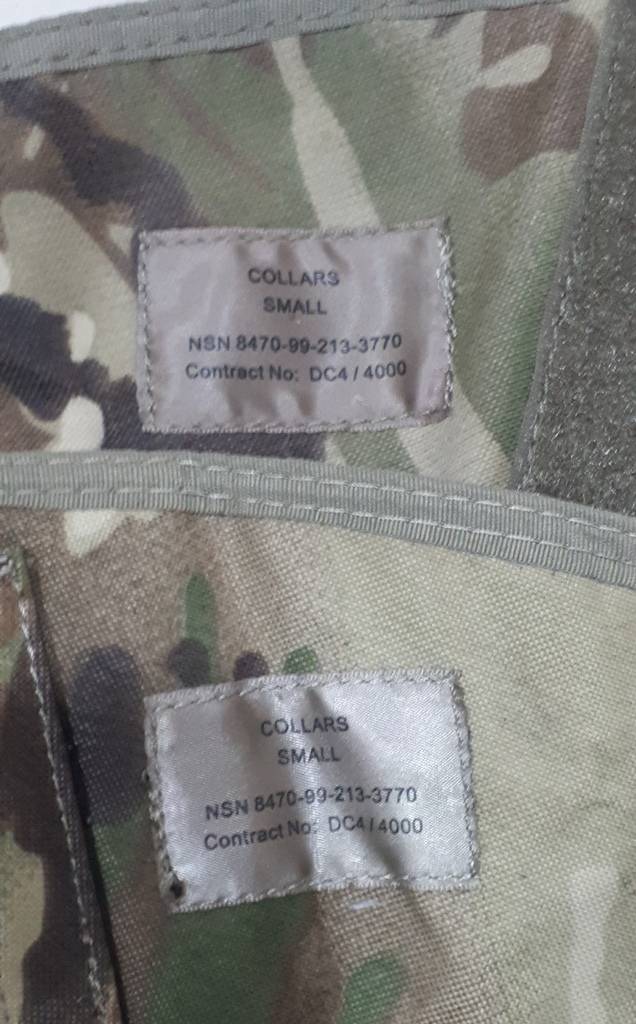 COLLARS
SMALL
NSN 8470-99-213-3770
Contract No: DC4 / 4000
COLLARS
SMALL
NSN 8470-99-213-3770
Contract No: DC4 / 4000